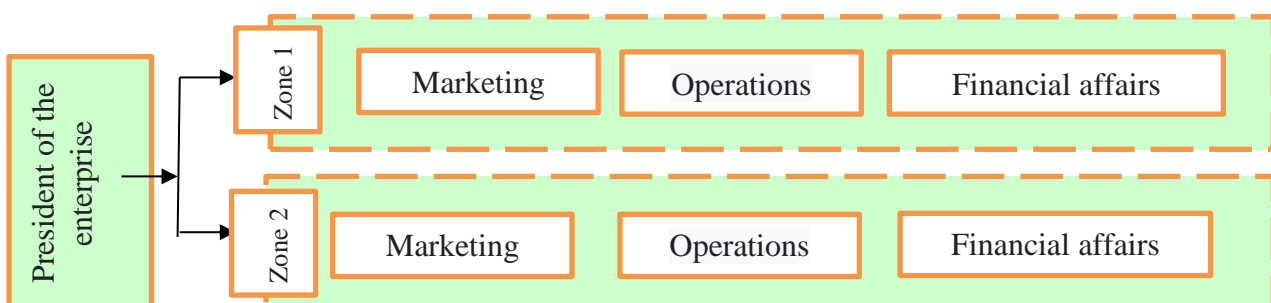 President of the
enterprise
Zone 1
Marketing
Operations
Financial affairs
Zone 2
Marketing
Operations
Financial affairs